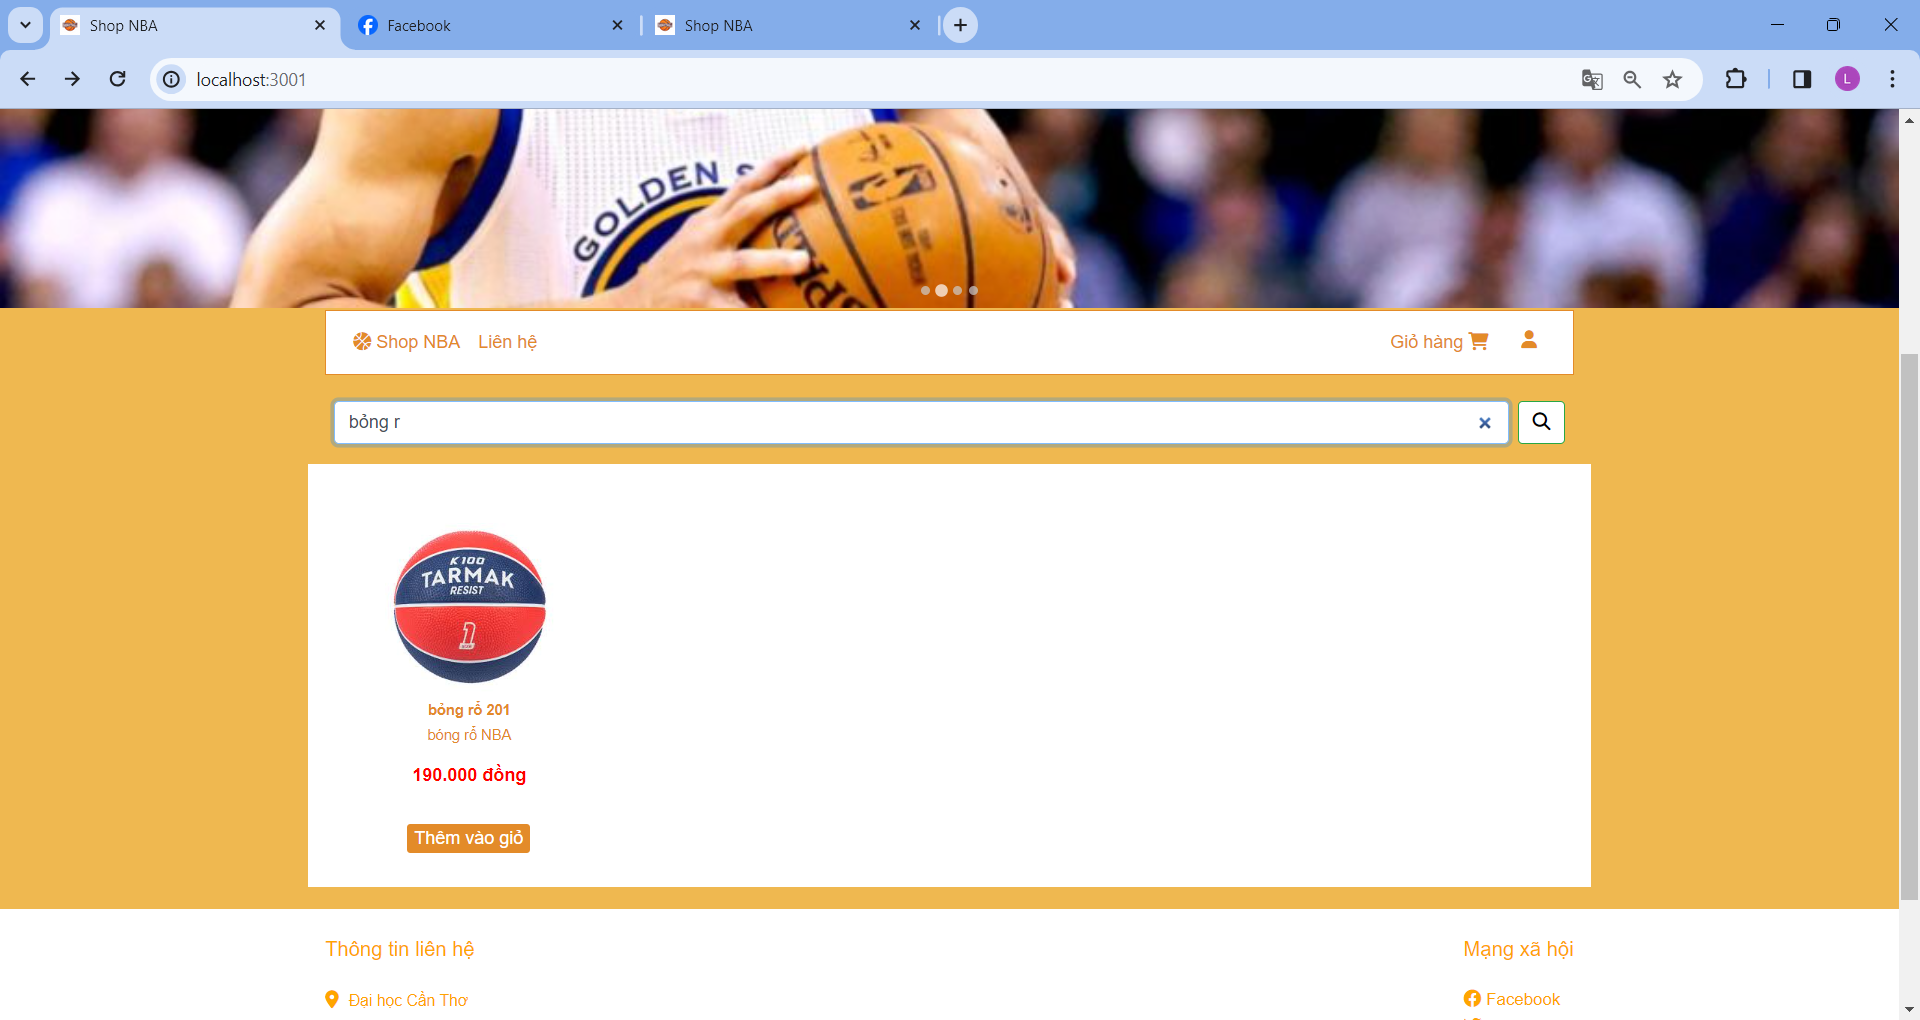 Shop NBA
Facebook
Shop NBA
localhost:3001
L
GOLDEN S
Shop NBA
Liên hệ
Giỏ hàng
bỏng r
K100
TARMAK
RESIST
1
bỏng rổ 201
bóng rổ NBA
190.000 đồng
Thêm vào giỏ
Thông tin liên hệ
Mạng xã hội
Đại học Cần Thơ
Facebook